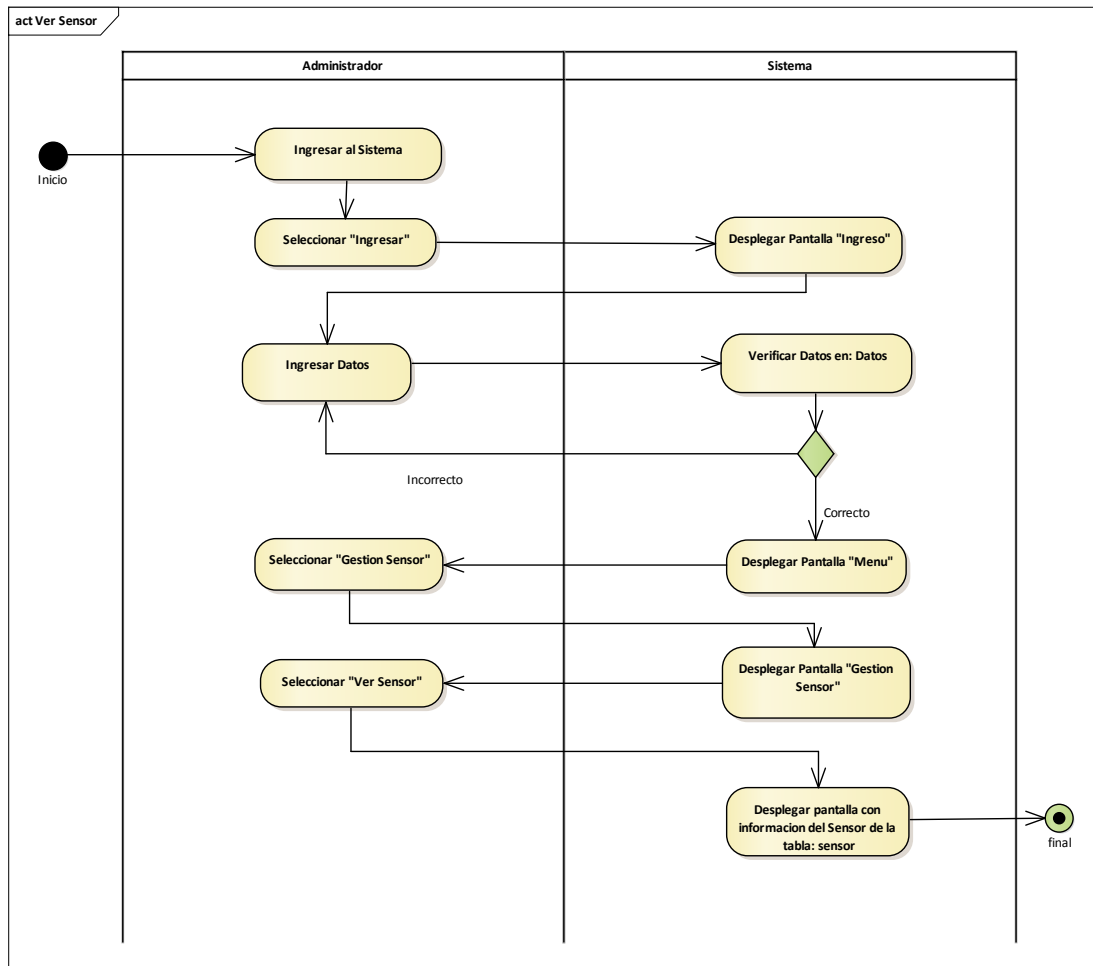 act Ver Sensor
Administrador
Sistema
Inicio
Ingresar al Sistema
Seleccionar "Ingresar"
Desplegar Pantalla "Ingreso"
Ingresar Datos
Verificar Datos en: Datos
Incorrecto
Correcto
Seleccionar "Gestion Sensor"
Desplegar Pantalla "Menu"
Desplegar Pantalla "Gestion
Sensor"
Seleccionar "Ver Sensor"
Desplegar pantalla con
informacion del Sensor de la
tabla: sensor
final